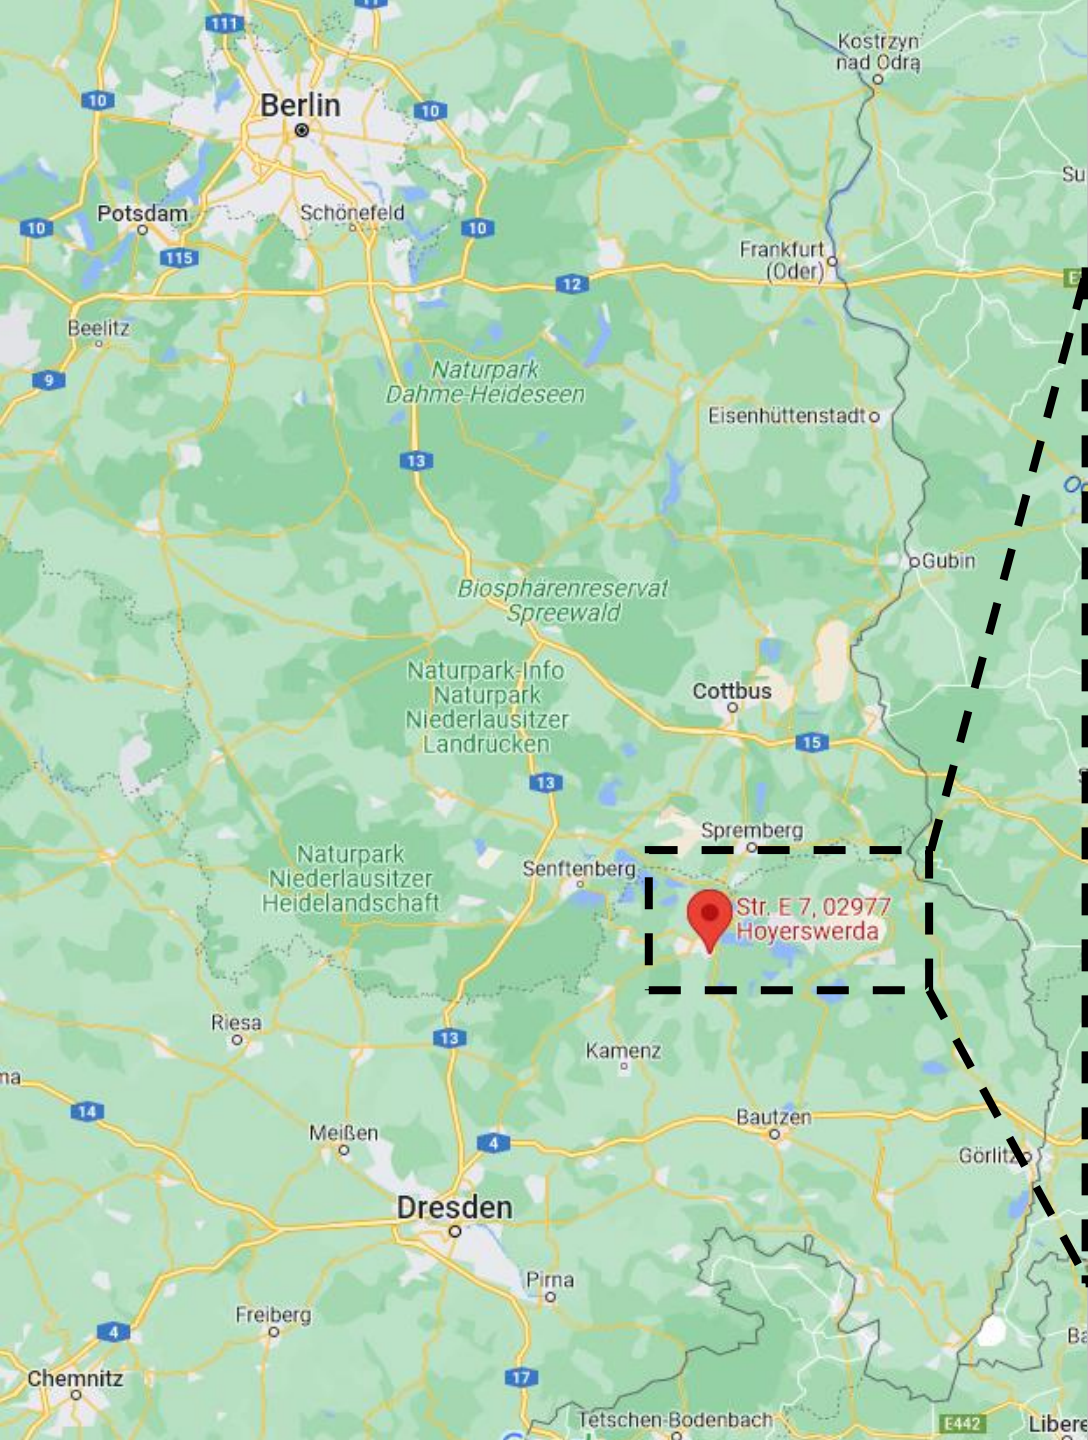 111
Kostrzyn
nad Odrą
10
Berlin
10
Potsdam
Schönefeld
10
10
115
Frankfurt
(Oder)
12
Beelitz
9
Naturpark
Dahme-Heideseen
Eisenhüttenstadt
13
Gubin
Biosphärenreservat
Spreewald
Naturpark-Info
Naturpark
Niederlausitzer
Landrücken
Cottbus
15
13
Spremberg
Naturpark
Niederlausitzer
Heidelandschaft
Senftenberg
Str. E 7, 02977
Hoyerswerda
Riesa
13
Kamenz
14
Bautzen
Meißen
4
Görlitz
Dresden
Pirna
Freiberg
4
17
Chemnitz
Tetschen-Bodenbach
E442
Libere